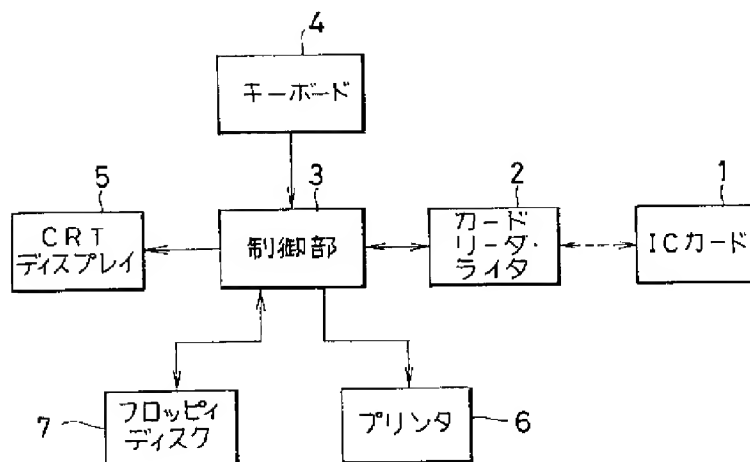 4
キーボード
5
3
2
1
CRT
ディスプレイ
制御部
カード
リーダ・
ライタ
ICカード
7
フロッピィ
ディスク
プリンタ
6